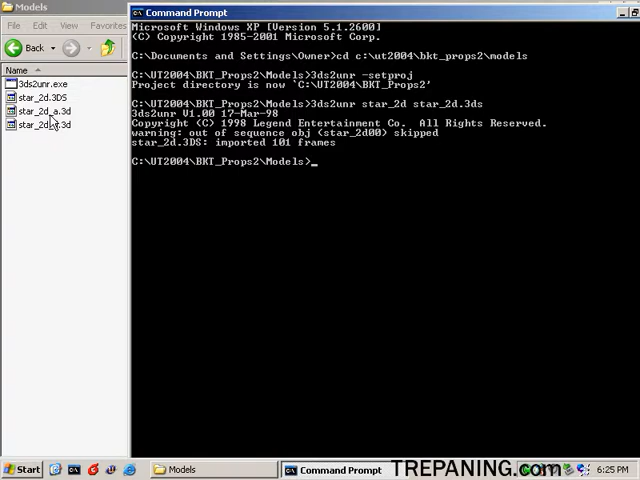 Models
File Edit View Favorites
Back
Name
3ds2unr.exe
star_2d.3DS
star_2d_a.3d
star_2d
.3d
Command Prompt
Microsoft Windows XP [Version 5.1.2600]
(C) Copyright 1985-2001 Microsoft Corp.
C:\Documents and Settings\Owner>cd c:\ut2004\bkt_props2\models
C:\UT2004\BKT_Props2\Models>3ds2unr -setproj
Project directory is now `C:\UT2004\BKT_Props2'
C:\UT2004\BKT_Props2\Models>3ds2unr star_2d star_2d.3ds
3ds2unr V1.00 17-Mar-98
Copyright (C) 1998 Legend Entertainment Co. All Rights Reserved.
warning: out of sequence obj (star_2d00) skipped
star_2d.3DS: imported 101 frames
C:\UT2004\BKT_Props2\Models>_
Start
Models
Command Prompt
TREPANING.com
6:25 PM